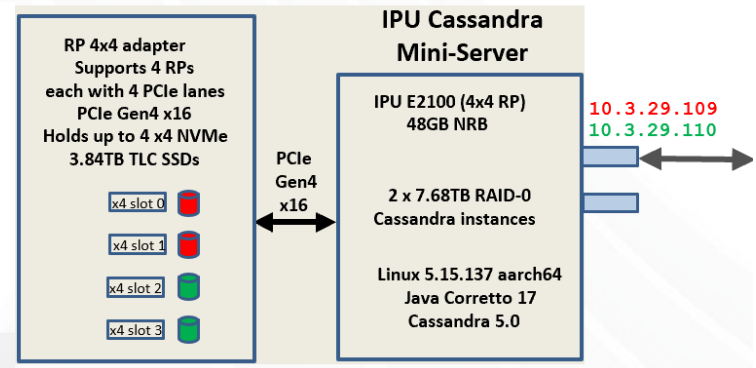 IPU Cassandra
Mini-Server
RP 4x4 adapter
Supports 4 RPs
each with 4 PCIe lanes
PCIe Gen4 x16
Holds up to 4 x4 NVMe
3.84TB TLC SSDs
x4 slot 0
x4 slot 1
x4 slot 2
x4 slot 3
PCIe
Gen4
x16
IPU E2100 (4x4 RP)
48GB NRB
2 x 7.68TB RAID-0
Cassandra instances
Linux 5.15.137 aarch64
Java Corretto 17
Cassandra 5.0
10.3.29.109
10.3.29.110